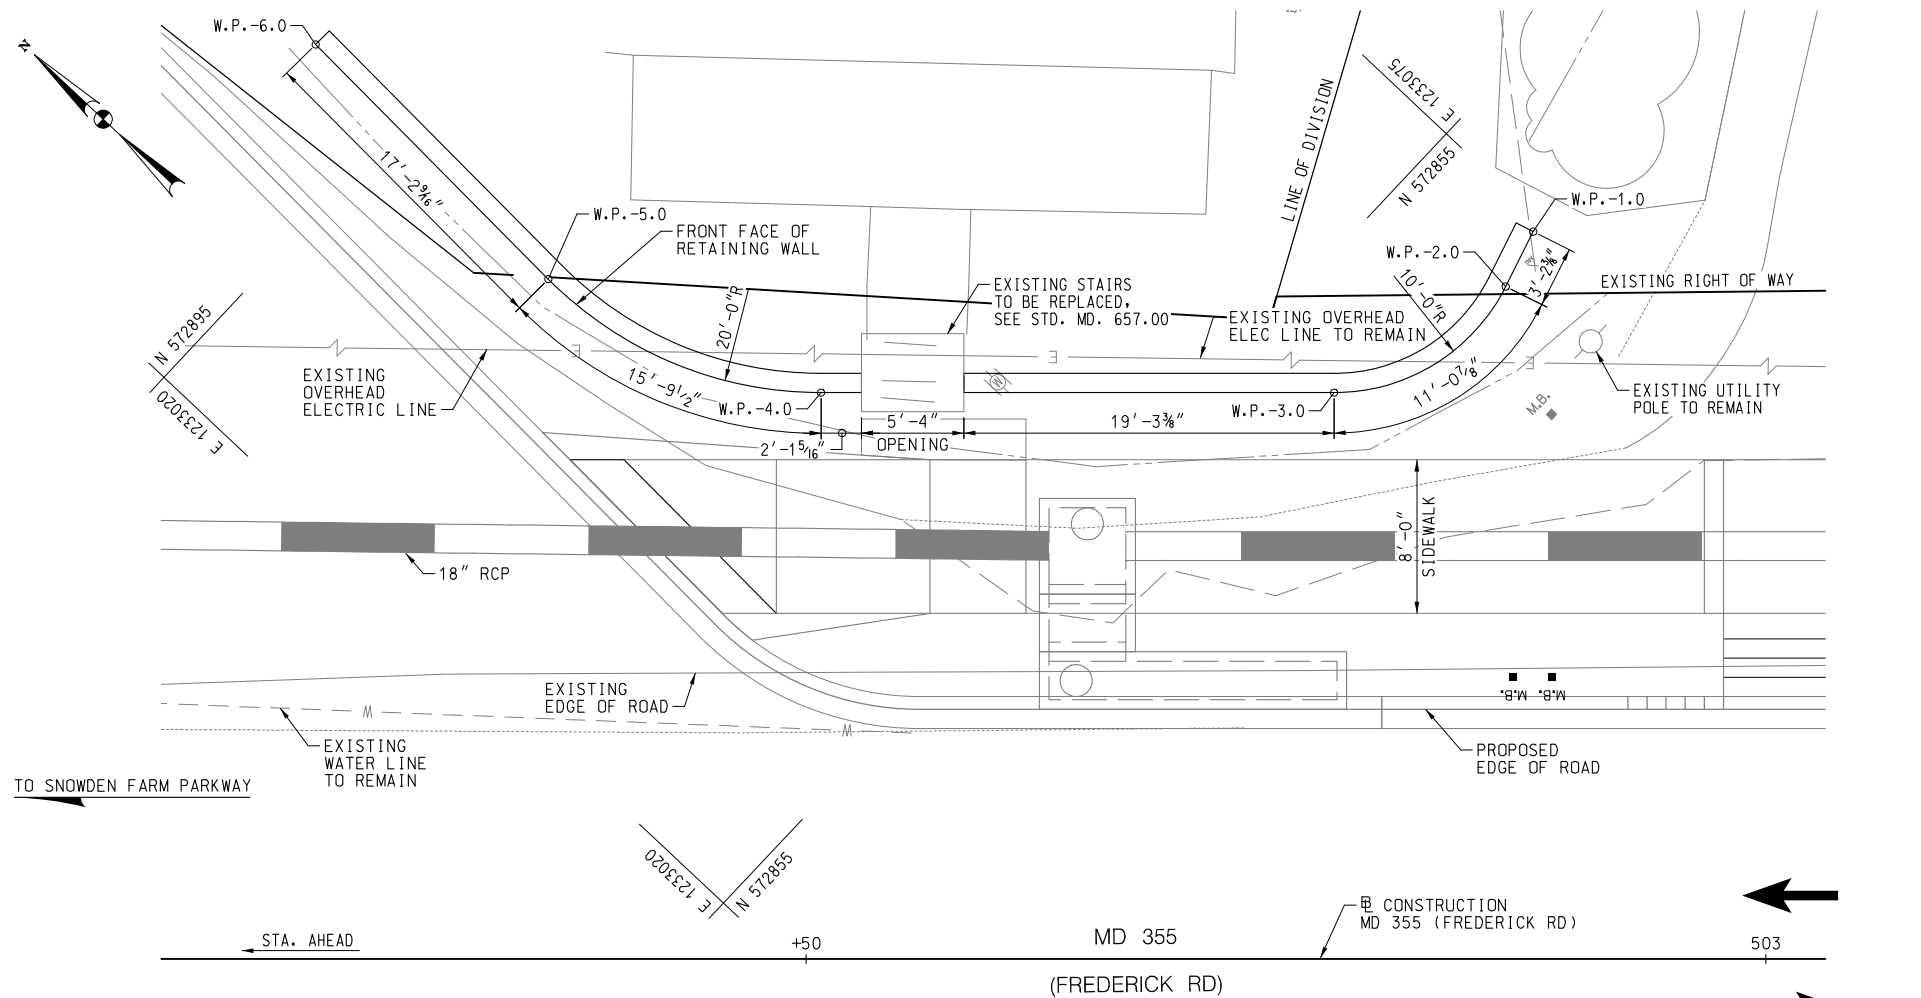 W.P.-6.0
N
17'-2 9/16"
W.P.-5.0
FRONT FACE OF
RETAINING WALL
20'-0"R
15'-9 1/2"
W.P.-4.0
2'-1 5/16"
5'-4"
OPENING
19'-3 3/8"
W.P.-3.0
11'-0 7/8"
10'-0"R
W.P.-2.0
3'-2 3/8"
W.P.-1.0
LINE OF DIVISION
E 1233075
N 572855
EXISTING RIGHT OF WAY
EXISTING STAIRS
TO BE REPLACED,
SEE STD. MD. 657.00
EXISTING OVERHEAD
ELEC LINE TO REMAIN
EXISTING UTILITY
POLE TO REMAIN
M.B.
W
N 572895
E 1233020
EXISTING
OVERHEAD
ELECTRIC LINE
E
E
E
18" RCP
8'-0"
SIDEWALK
M.B.
M.B.
EXISTING
EDGE OF ROAD
W
W
EXISTING
WATER LINE
TO REMAIN
PROPOSED
EDGE OF ROAD
TO SNOWDEN FARM PARKWAY
E 1233020
N 572855
BL CONSTRUCTION
MD 355 (FREDERICK RD)
STA. AHEAD
+50
MD 355
503
(FREDERICK RD)